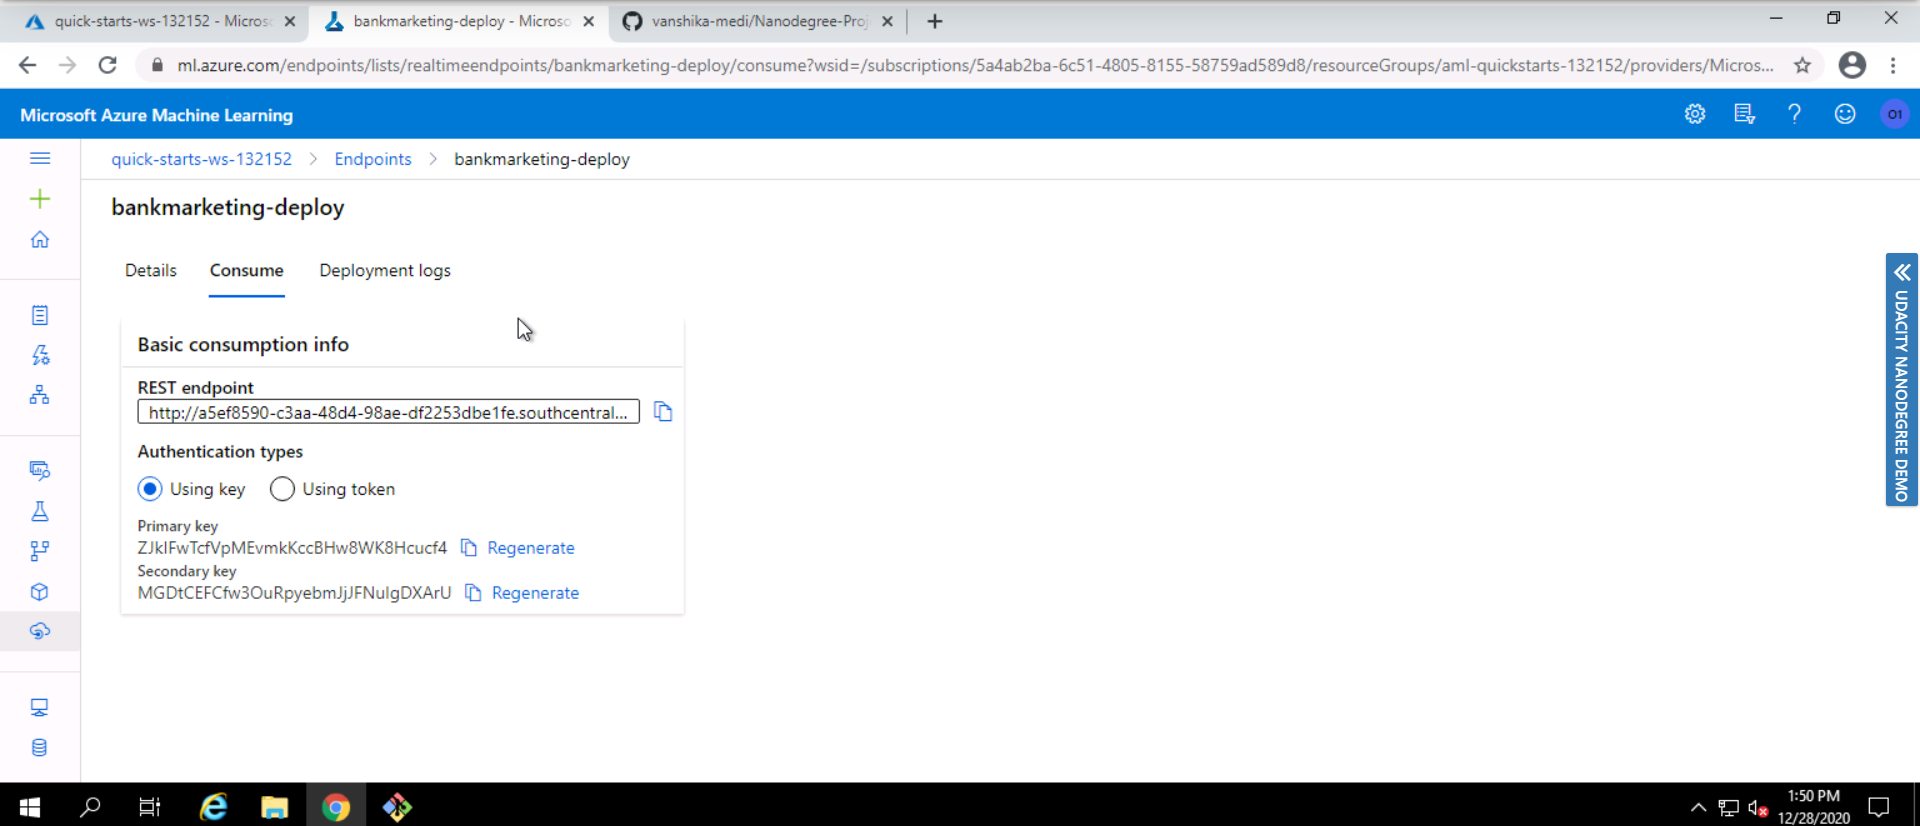 quick-starts-ws-132152 - Micros
bankmarketing-deploy - Microso
vanshika-medi/Nanodegree-Proj
ml.azure.com/endpoints/lists/realtimeendpoints/bankmarketing-deploy/consume?wsid=/subscriptions/5a4ab2ba-6c51-4805-8155-58759ad589d8/resourceGroups/aml-quickstarts-132152/providers/Micros...
Microsoft Azure Machine Learning
O1
quick-starts-ws-132152 > Endpoints > bankmarketing-deploy
bankmarketing-deploy
Details Consume Deployment logs
Basic consumption info
REST endpoint
http://a5ef8590-c3aa-48d4-98ae-df2253dbe1fe.southcentral...
Authentication types
Using key Using token
Primary key
ZJkIFwTcfVpMEvmkKccBHw8WK8Hcucf4 Regenerate
Secondary key
MGDtCEFCfw3OuRpyebmJjJFNuIgDXArU Regenerate
UDACITY NANODEGREE DEMO
1:50 PM
12/28/2020